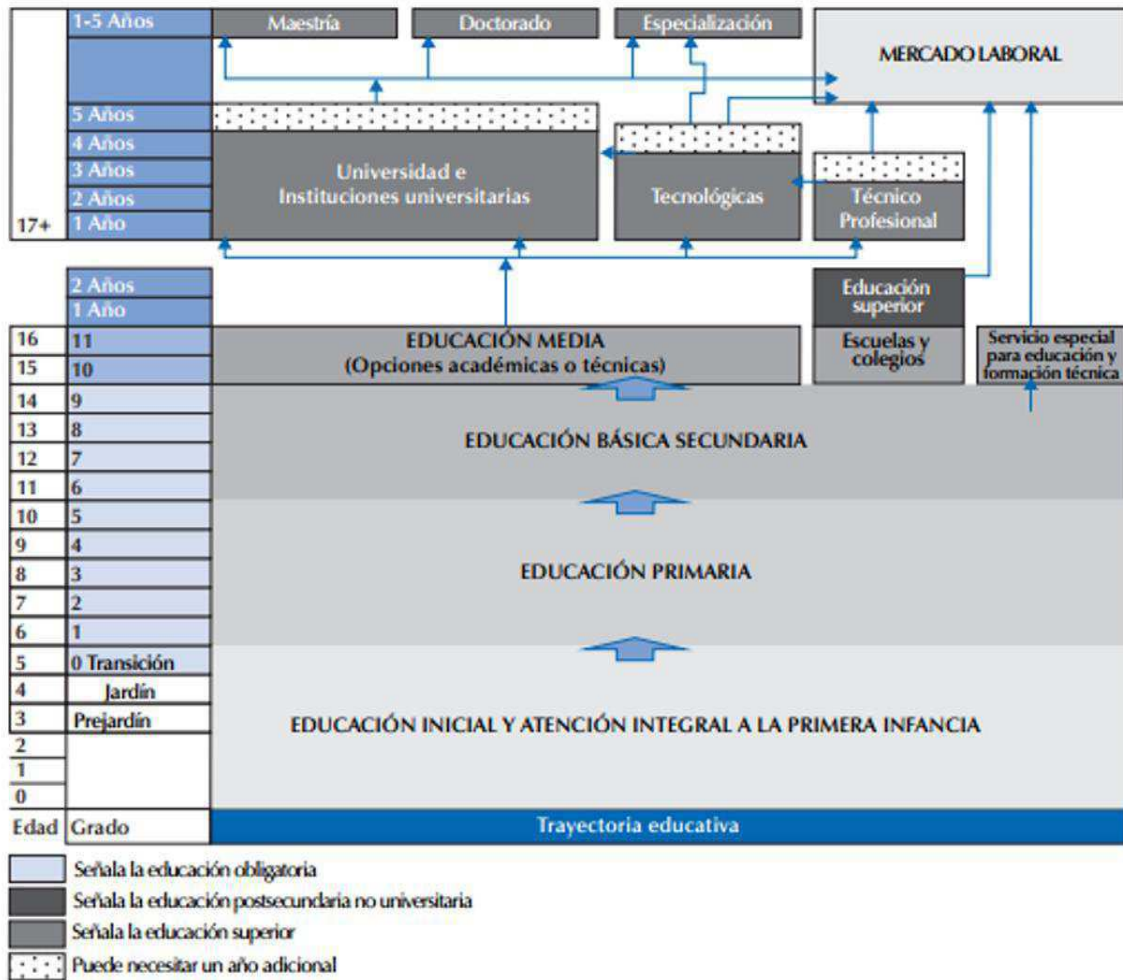 1-5 Años
Maestría
Doctorado
Especialización
MERCADO LABORAL
5 Años
4 Años
3 Años
2 Años
17+
1 Año
Universidad e
Instituciones universitarias
Tecnológicas
Técnico
Profesional
2 Años
1 Año
Educación
superior
16
11
15
10
EDUCACIÓN MEDIA
(Opciones académicas o técnicas)
Escuelas y
colegios
Servicio especial
para educación y
formación técnica
14
9
13
8
12
7
11
6
EDUCACIÓN BÁSICA SECUNDARIA
10
5
9
4
8
3
7
2
6
1
EDUCACIÓN PRIMARIA
5
0 Transición
4
Jardín
3
Prejardín
2
1
0
EDUCACIÓN INICIAL Y ATENCIÓN INTEGRAL A LA PRIMERA INFANCIA
Edad
Grado
Trayectoria educativa
Señala la educación obligatoria
Señala la educación postsecundaria no universitaria
Señala la educación superior
Puede necesitar un año adicional